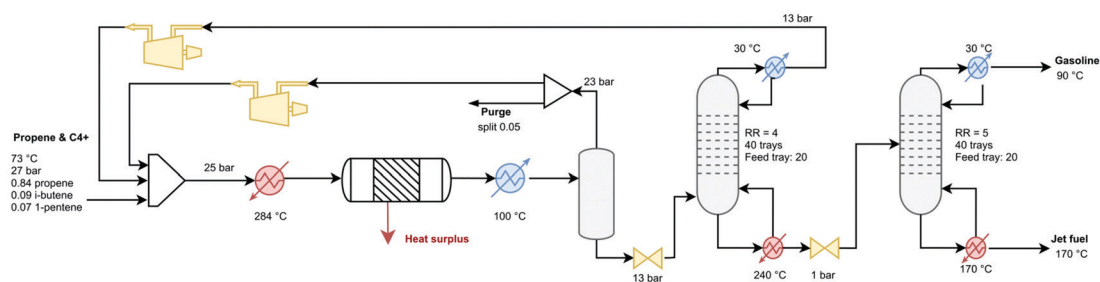 13 bar
30 °C
30 °C
Gasoline
90 °C
23 bar
Purge
split 0.05
Propene & C4+
73 °C
27 bar
0.84 propene
0.09 i-butene
0.07 1-pentene
25 bar
284 °C
Heat surplus
100 °C
RR = 4
40 trays
Feed tray: 20
RR = 5
40 trays
Feed tray: 20
13 bar
240 °C
1 bar
170 °C
Jet fuel
170 °C